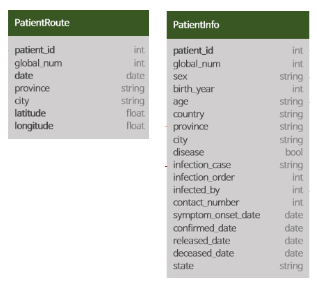 PatientRoute
patient_id int
global_num int
date date
province string
city string
latitude float
longitude float
PatientInfo
patient_id int
global_num int
sex string
birth_year int
age string
country string
province string
city string
disease bool
infection_case string
infection_order int
infected_by int
contact_number int
symptom_onset_date date
confirmed_date date
released_date date
deceased_date date
state string